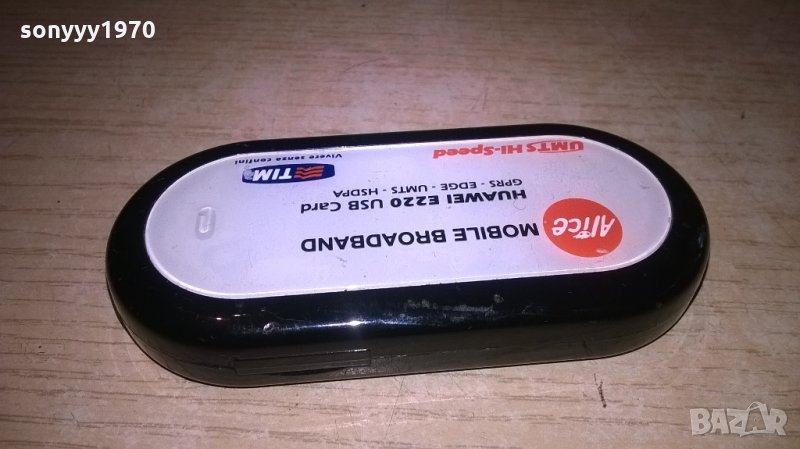 sonyyy1970
Alice
MOBILE BROADBAND
HUAWEI E220 USB Card
GPRS - EDGE - UMTS - HSDPA
TIM
Vivere senza confini
UMTS Hi-Speed
BAZAR